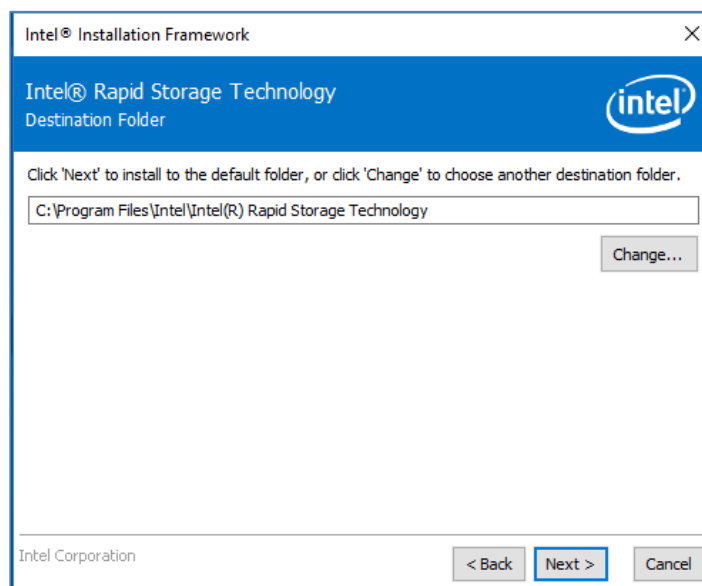 Intel® Installation Framework
Intel® Rapid Storage Technology
Destination Folder
intel
Click 'Next' to install to the default folder, or click 'Change' to choose another destination folder.
C:\Program Files\Intel\Intel(R) Rapid Storage Technology
Change...
Intel Corporation
< Back
Next >
Cancel